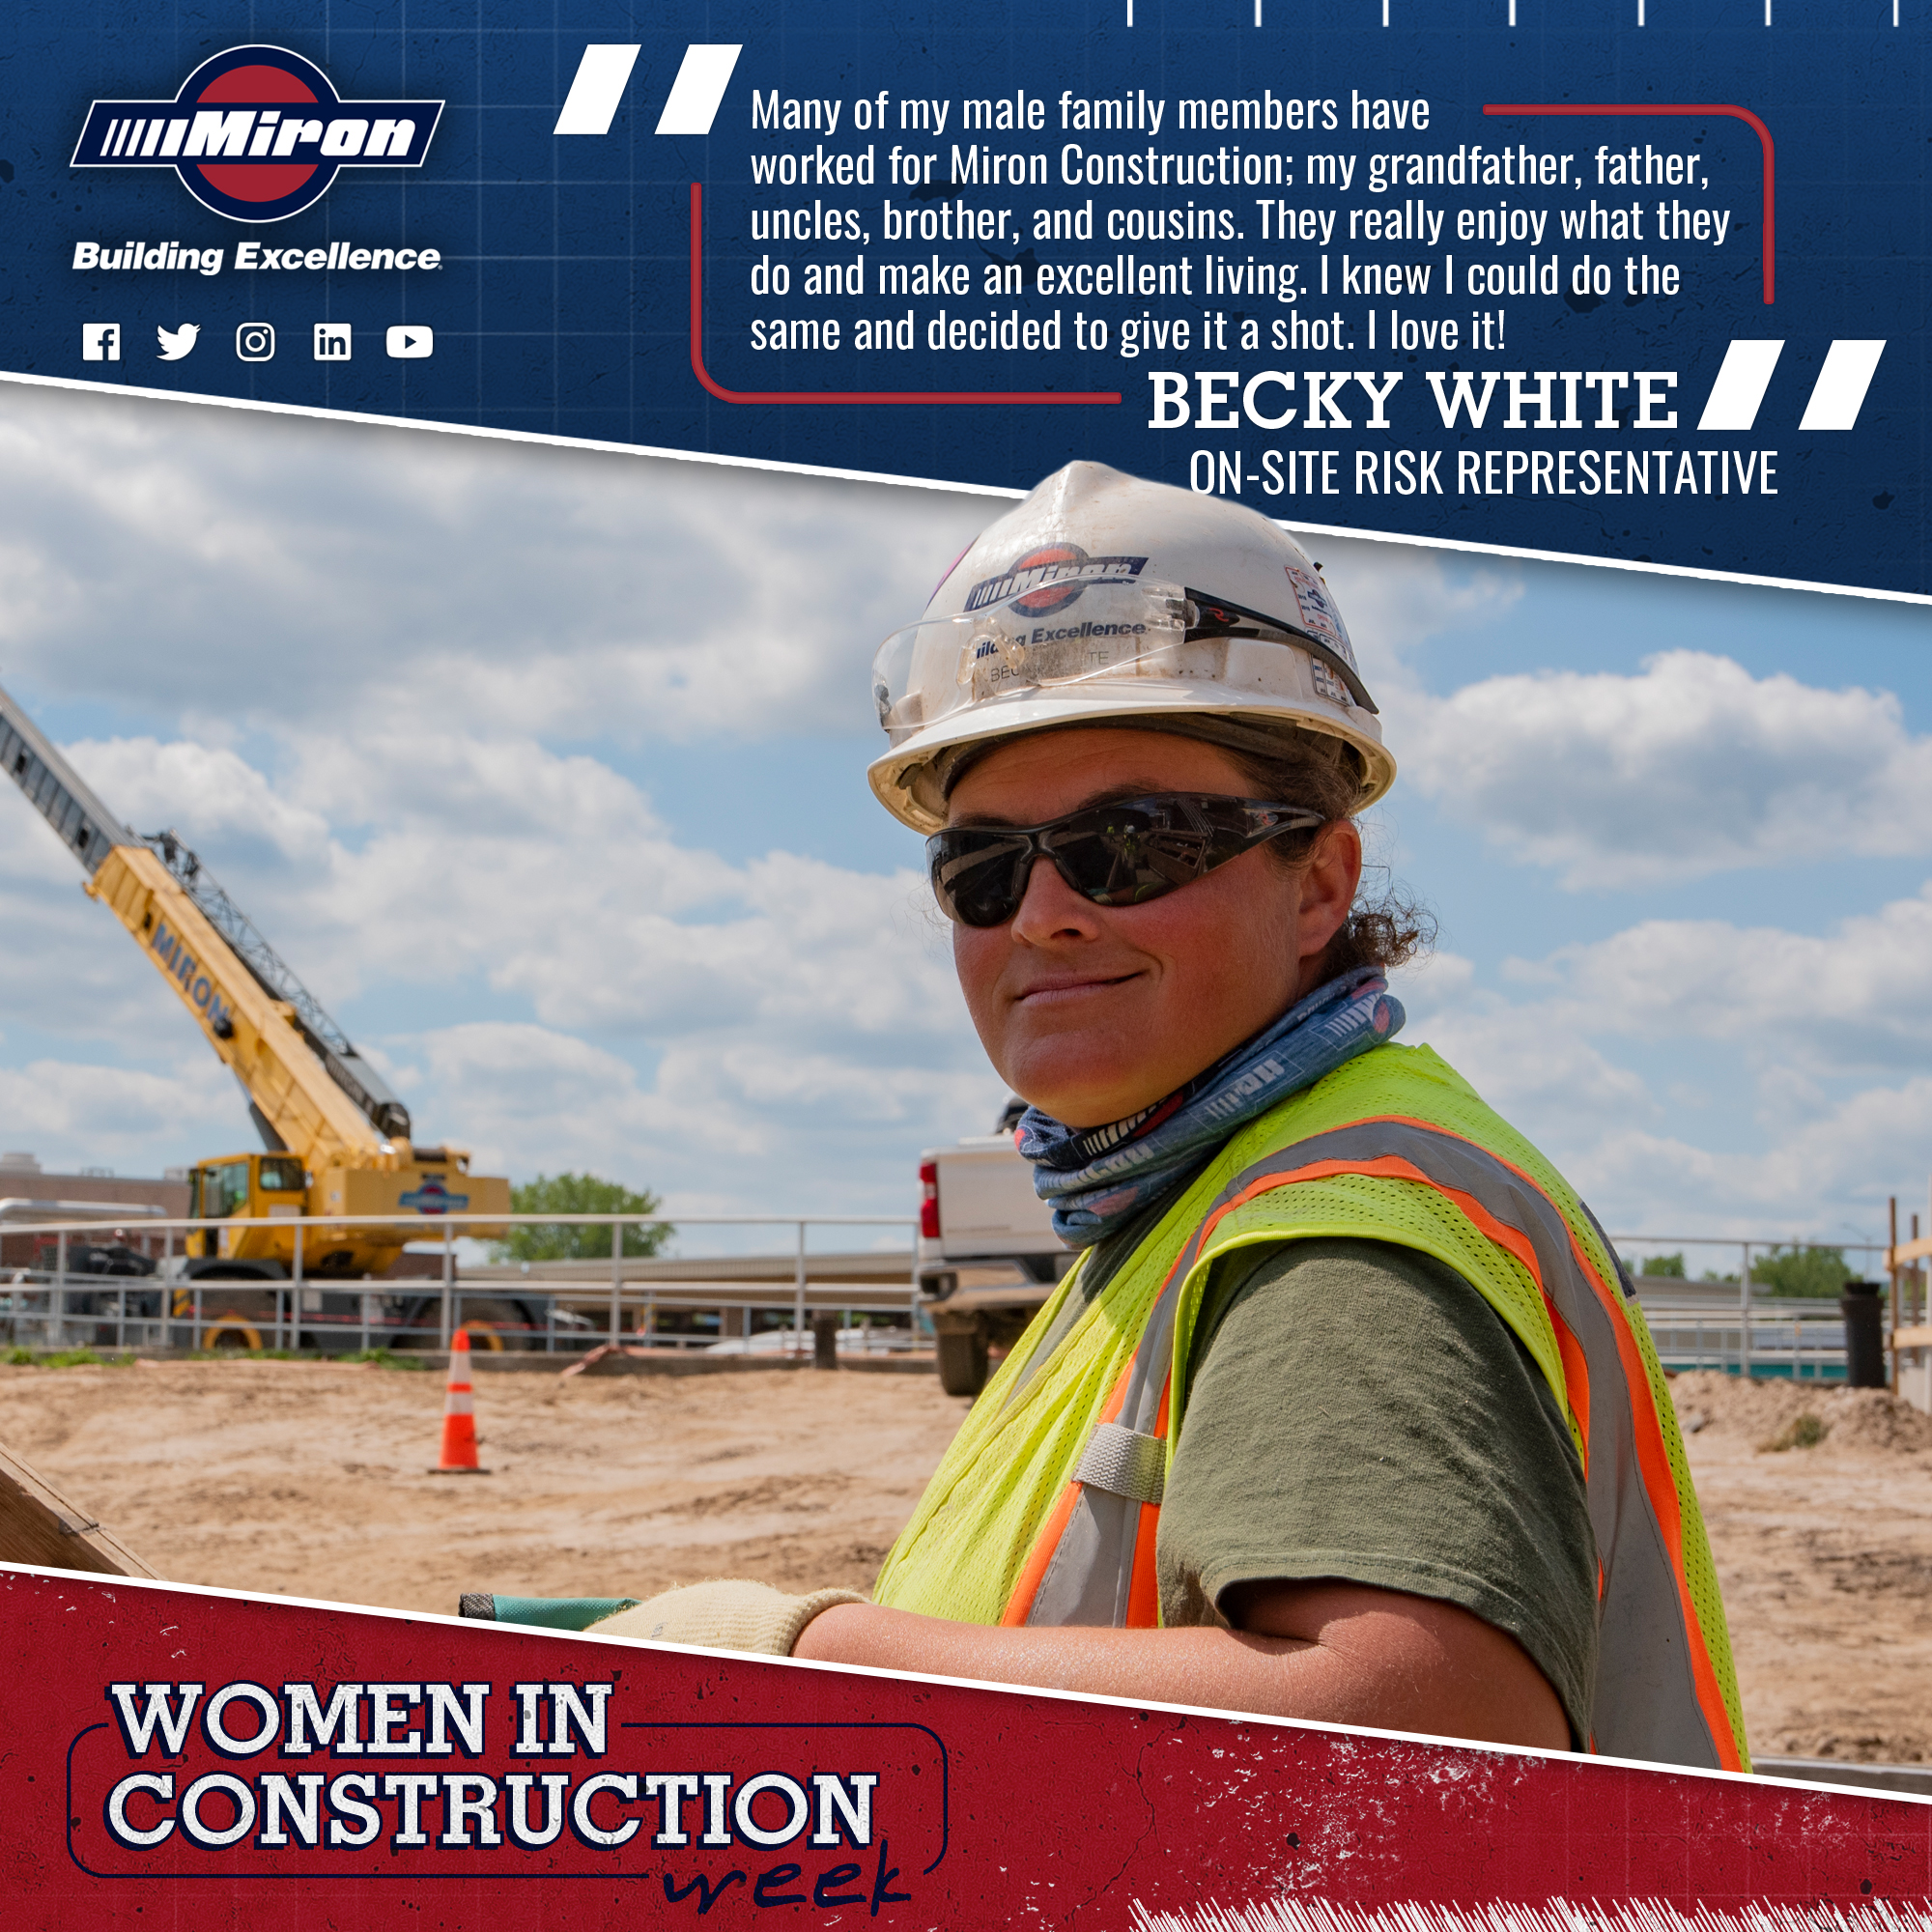 Miron
Building Excellence
Many of my male family members have
worked for Miron Construction; my grandfather, father,
uncles, brother, and cousins. They really enjoy what they
do and make an excellent living. I knew I could do the
same and decided to give it a shot. I love it!
BECKY WHITE
ON-SITE RISK REPRESENTATIVE
Miron
Excellence
MIRON
WOMEN IN
CONSTRUCTION
week